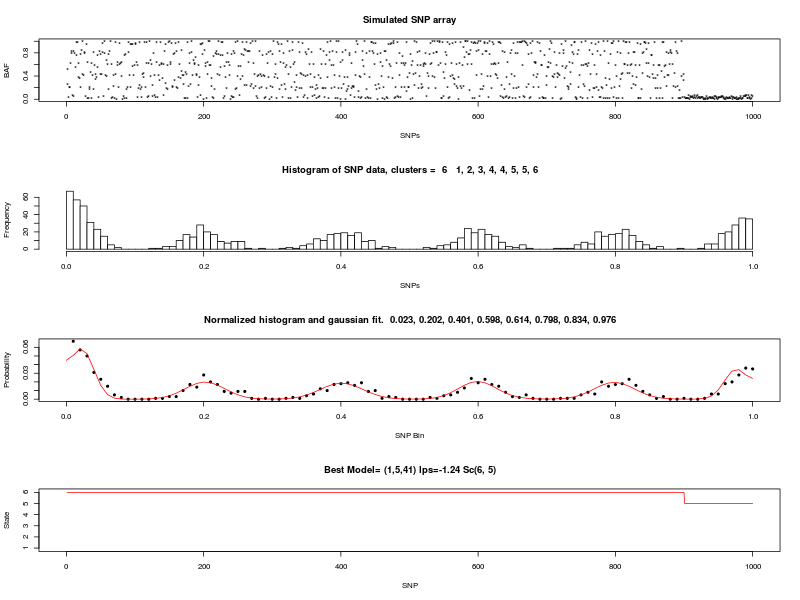 Simulated SNP array
BAF
0.0 0.4 0.8
0 200 400 600 800 1000
SNPs
Histogram of SNP data, clusters = 6 1, 2, 3, 4, 4, 5, 5, 6
Frequency
0 20 40 60
0.0 0.2 0.4 0.6 0.8 1.0
SNPs
Normalized histogram and gaussian fit. 0.023, 0.202, 0.401, 0.598, 0.614, 0.798, 0.834, 0.976
Probability
0.00 0.03 0.06
0.0 0.2 0.4 0.6 0.8 1.0
SNP Bin
Best Model= (1,5,41) lps=-1.24 Sc(6, 5)
State
1 2 3 4 5 6
0 200 400 600 800 1000
SNP